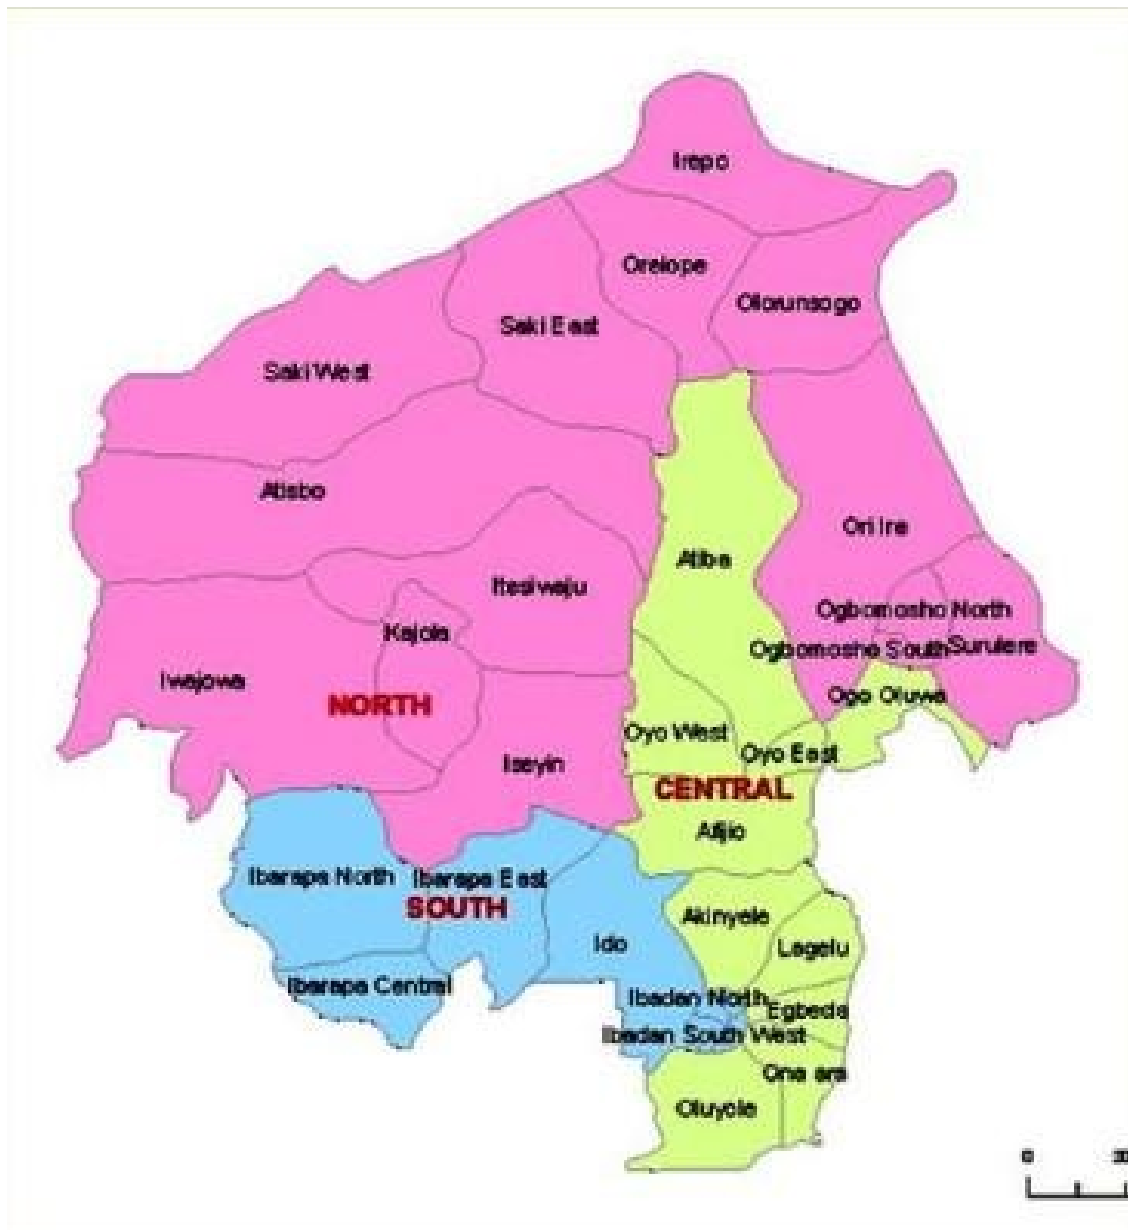 Irepo
Orelope
Olorunsogo
Saki East
Saki West
Atisbo
Ori Ire
Atiba
Itesiwaju
Ogbomosho North
Kajola
Ogbomosho South
Surulere
Iwajowa
Ogo Oluwa
NORTH
Oyo West
Oyo East
Iseyin
CENTRAL
Afijio
Ibarapa North
Ibarapa East
SOUTH
Akinyele
Ido
Lagelu
Ibarapa Central
Ibadan North
Egbeda
Ibadan South West
Ona ara
Oluyole
0